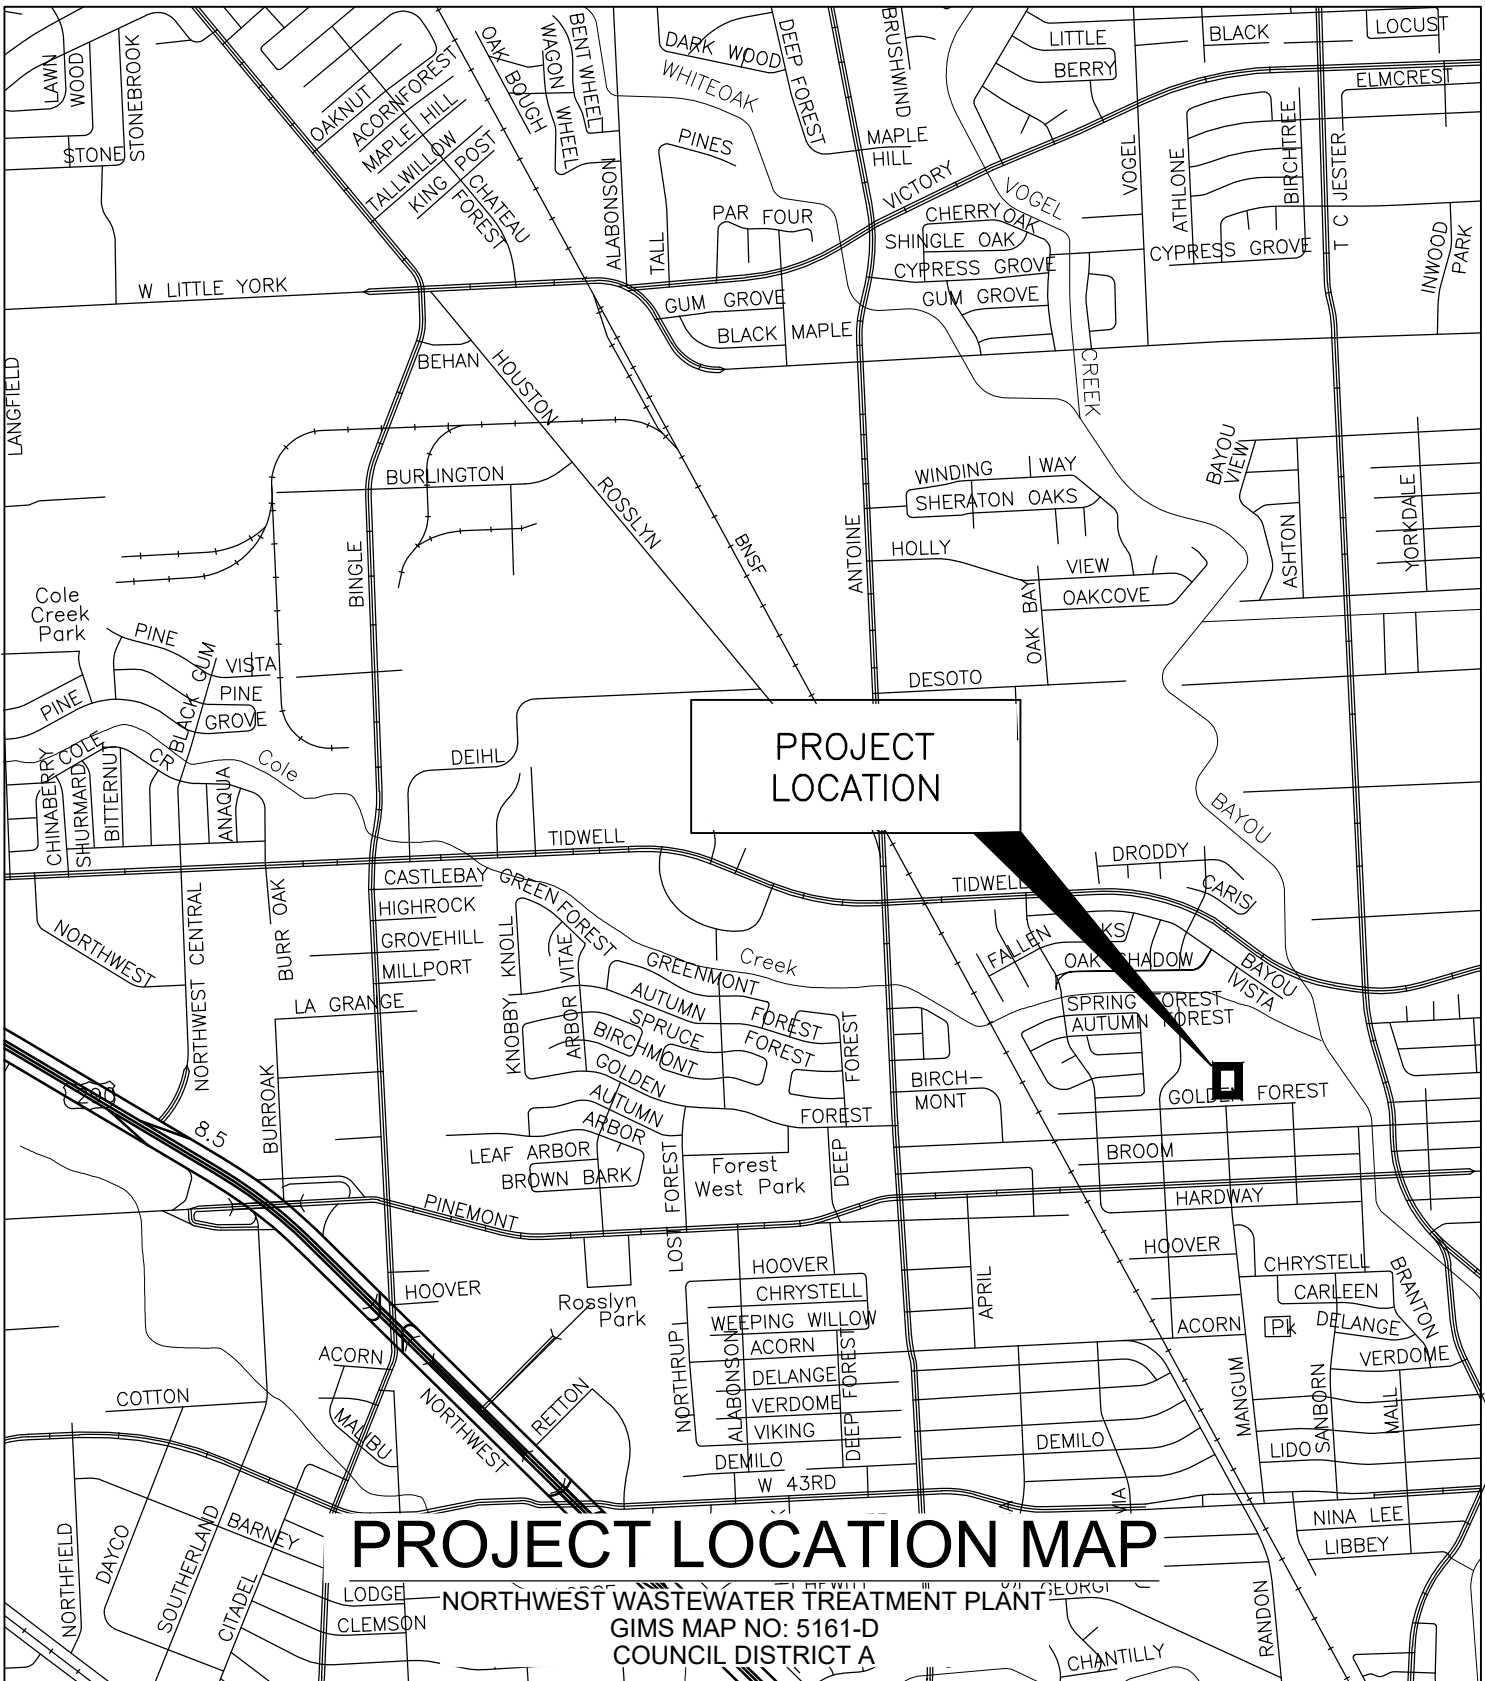 LAWN
WOOD
STONEBROOK
STONE
OAKNUT
ACORNFOREST
MAPLE HILL
TALLWILLOW
KING POST
CHATEAU
FOREST
OAK BOUGH
WAGON WHEEL
BENT WHEEL
DARK WOOD
WHITEOAK
DEEP FOREST
BRUSHWIND
LITTLE
BERRY
BLACK
LOCUST
ELMCREST
PINES
MAPLE
HILL
VICTORY
VOGEL
VOGEL
ATHLONE
BIRCHTREE
T C JESTER
ALABONSON
TALL
PAR FOUR
CHERRY OAK
SHINGLE OAK
CYPRESS GROVE
GUM GROVE
CYPRESS GROVE
INWOOD
PARK
W LITTLE YORK
GUM GROVE
BLACK MAPLE
CREEK
LANGFIELD
BEHAN
HOUSTON
ROSSLYN
BURLINGTON
BNSF
BINGLE
ANTOINE
WINDING WAY
SHERATON OAKS
BAYOU
VIEW
ASHTON
YORKDALE
HOLLY
VIEW
OAKCOVE
OAK BAY
Cole
Creek
Park
PINE
BLACK GUM
VISTA
PINE
PINE
GROVE
DESOTO
PROJECT
LOCATION
COLE
CR
Cole
CHINABERRY
SHURMARD
BITTERNUT
ANAQUA
DEIHL
BAYOU
TIDWELL
DRODDY
CARIS
TIDWELL
CASTLEBAY
HIGHROCK
GROVEHILL
MILLPORT
LA GRANGE
NORTHWEST
NORTHWEST CENTRAL
BURR OAK
KNOBBY KNOLL
GREEN FOREST
ARBOR VITAE
GREENMONT
Creek
FALLEN
KS
OAK SHADOW
BAYOU
VISTA
AUTUMN FOREST
SPRUCE FOREST
BIRCHMONT
GOLDEN
AUTUMN
ARBOR
FOREST
FOREST
SPRING FOREST
AUTUMN FOREST
BIRCH-
MONT
GOLDEN FOREST
290
8.5
BURROAK
LEAF ARBOR
BROWN BARK
LOST FOREST
Forest
West Park
DEEP
BROOM
HARDWAY
PINEMONT
HOOVER
Rosslyn
Park
HOOVER
CHRYSTELL
WEEPING WILLOW
ACORN
DELANGE
VERDOME
VIKING
DEMILO
W 43RD
NORTHRUP
ALABONSON
DEEP FOREST
APRIL
HOOVER
CHRYSTELL
CARLEEN
BRANTON
ACORN
Pk
DELANGE
VERDOME
ACORN
MALIBU
COTTON
NORTHWEST
RETTON
DEMILO
MANGUM
SANBORN
MALL
LIDO
NINA LEE
LIBBEY
NORTHFIELD
DAYCO
SOUTHERLAND
BARNEY
CITADEL
LODGE
CLEMSON
RANDON
CHANTILLY
PROJECT LOCATION MAP
NORTHWEST WASTEWATER TREATMENT PLANT
GIMS MAP NO: 5161-D
COUNCIL DISTRICT A